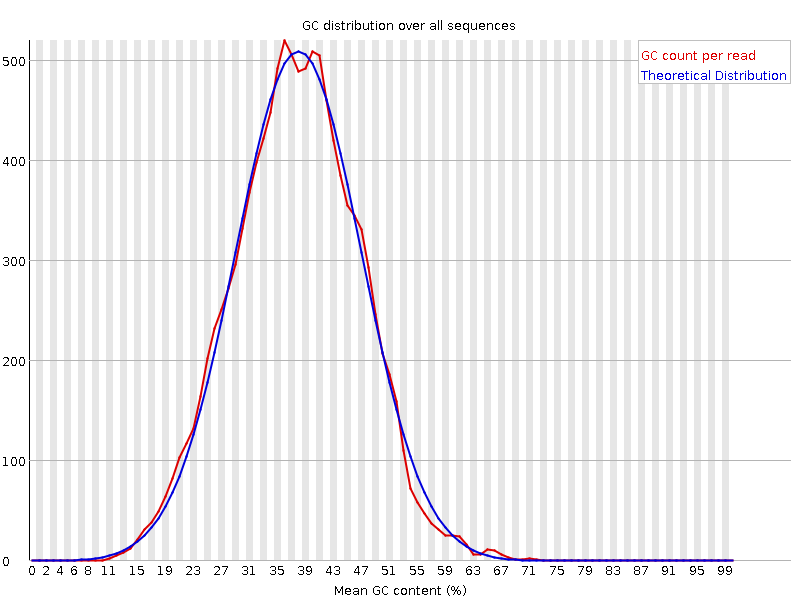 GC distribution over all sequences
GC count per read
Theoretical Distribution
500
400
300
200
100
0
0 2 4 6 8 11 15 19 23 27 31 35 39 43 47 51 55 59 63 67 71 75 79 83 87 91 95 99
Mean GC content (%)